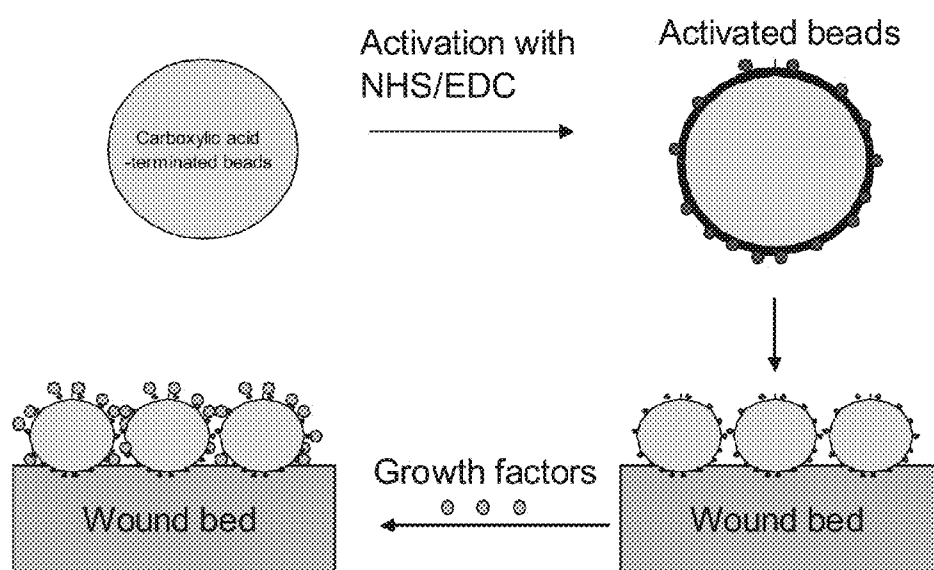 Activation with
NHS/EDC
Activated beads
Carboxylic acid
-terminated beads
Growth factors
Wound bed
Wound bed